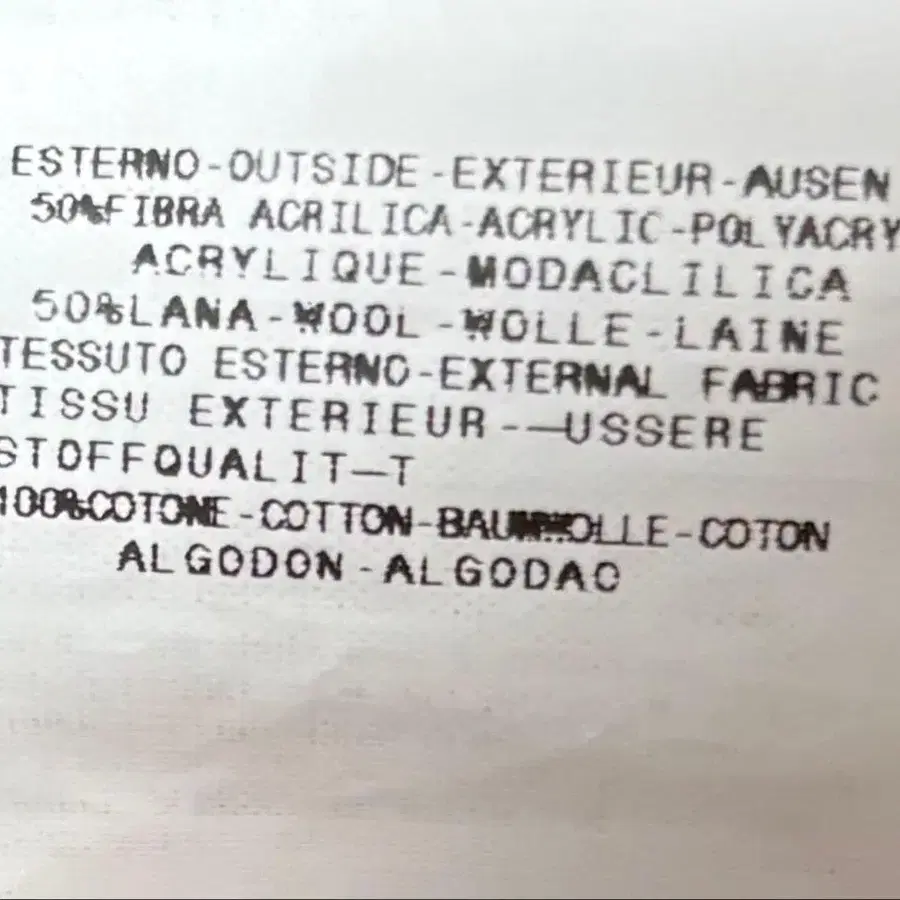 ESTERNO-OUTSIDE-EXTERIEUR-AUSEN
50%FIBRA ACRILICA-ACRYLIC-POLYACRY
ACRYLIQUE-MODACLILICA
50%LANA-WOOL-WOLLE-LAINE
TESSUTO ESTERNO-EXTERNAL FABRIC
TISSU EXTERIEUR-—USSERE
STOFFQUALIT—T
100%COTONE-COTTON-BAUMWOLLE-COTON
ALGODON-ALGODAO